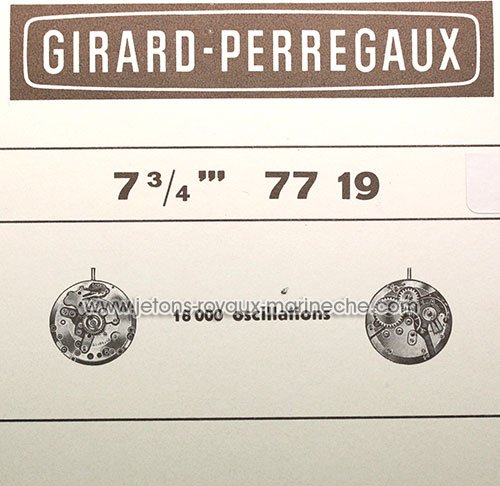 GIRARD-PERREGAUX
7 3/4 ''' 77 19
www.jetons-royaux-marineche.com
18 000 oscillations